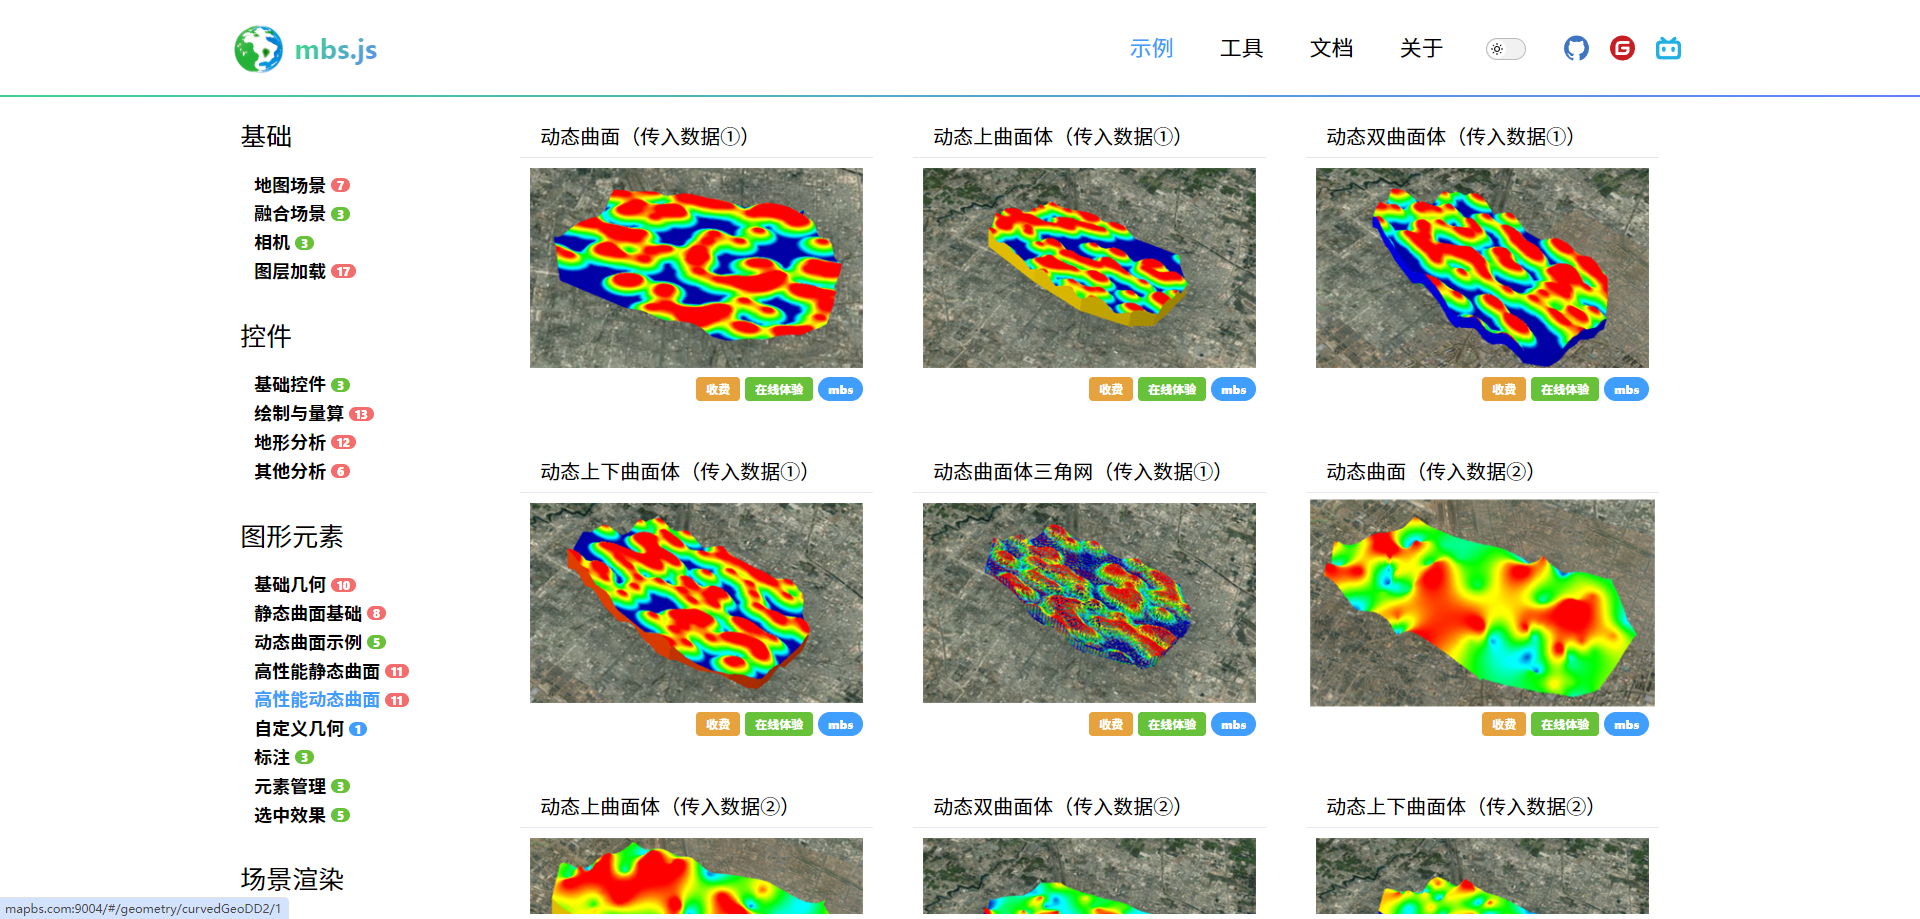 mbs.js
示例
工具
文档
关于
基础
地图场景 7
融合场景 3
相机 3
图层加载 17
控件
基础控件 3
绘制与量算 13
地形分析 12
其他分析 6
图形元素
基础几何 10
静态曲面基础 8
动态曲面示例 5
高性能静态曲面 11
高性能动态曲面 11
自定义几何 1
标注 3
元素管理 3
选中效果 5
场景渲染
动态曲面（传入数据①）
收费 在线体验 mbs
动态上曲面体（传入数据①）
收费 在线体验 mbs
动态双曲面体（传入数据①）
收费 在线体验 mbs
动态上下曲面体（传入数据①）
收费 在线体验 mbs
动态曲面体三角网（传入数据①）
收费 在线体验 mbs
动态曲面（传入数据②）
收费 在线体验 mbs
动态上曲面体（传入数据②）
动态双曲面体（传入数据②）
动态上下曲面体（传入数据②）
mapbs.com:9004/#/geometry/curvedGeoDD2/1